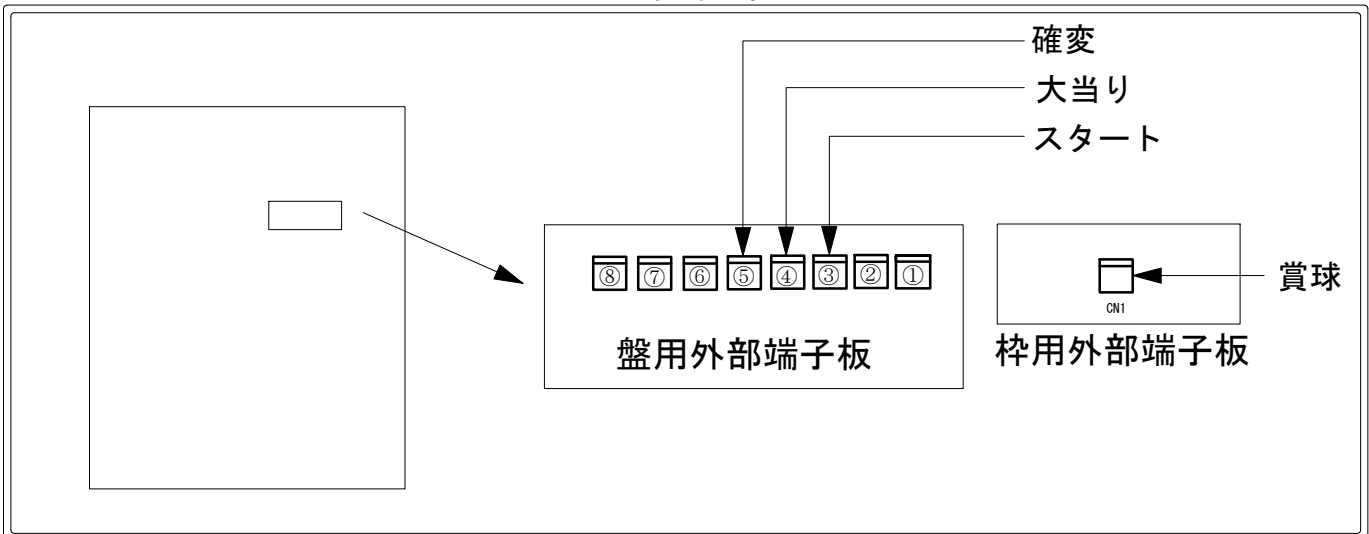 確変
大当り
スタート
⑧ ⑦ ⑥ ⑤ ④ ③ ② ①
賞球
CN1
盤用外部端子板
枠用外部端子板